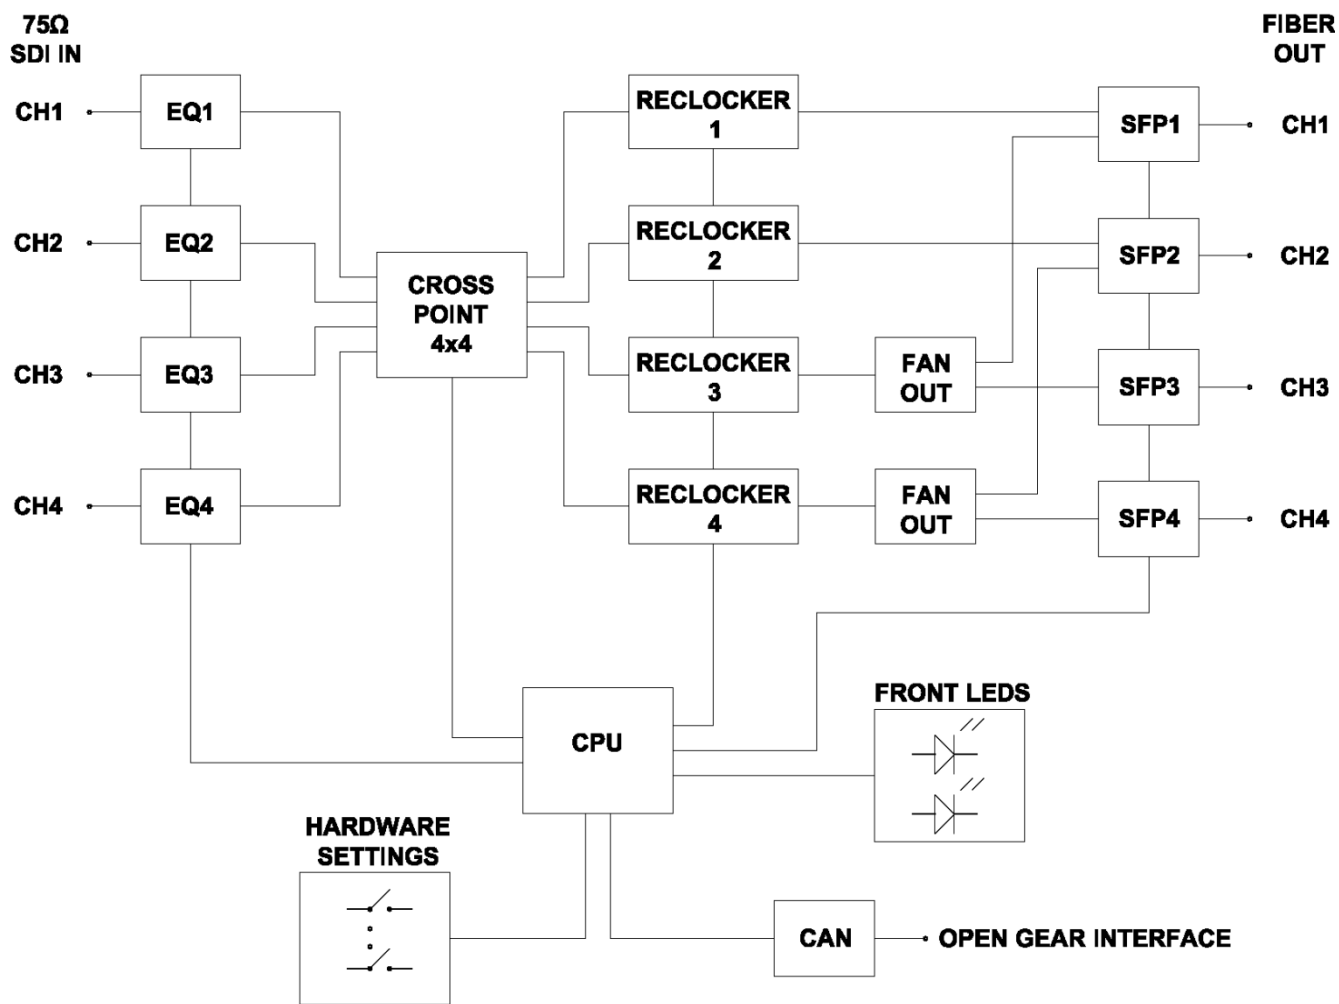 75Ω
SDI IN
FIBER
OUT
CH1
EQ1
RECLOCKER
1
SFP1
CH1
CH2
EQ2
RECLOCKER
2
SFP2
CH2
CROSS
POINT
4x4
CH3
EQ3
RECLOCKER
3
FAN
OUT
SFP3
CH3
CH4
EQ4
RECLOCKER
4
FAN
OUT
SFP4
CH4
CPU
FRONT LEDS
HARDWARE
SETTINGS
CAN
OPEN GEAR INTERFACE